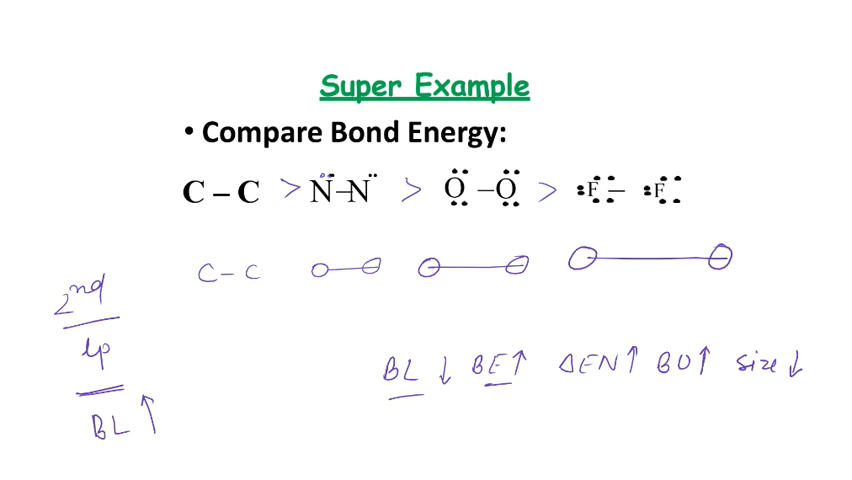 Super Example
• Compare Bond Energy:
C – C > N–N > O –O > F – F
C – C
2nd
lp
BL ↑
BL ↓ BE ↑ ΔEN ↑ BO ↑ size ↓